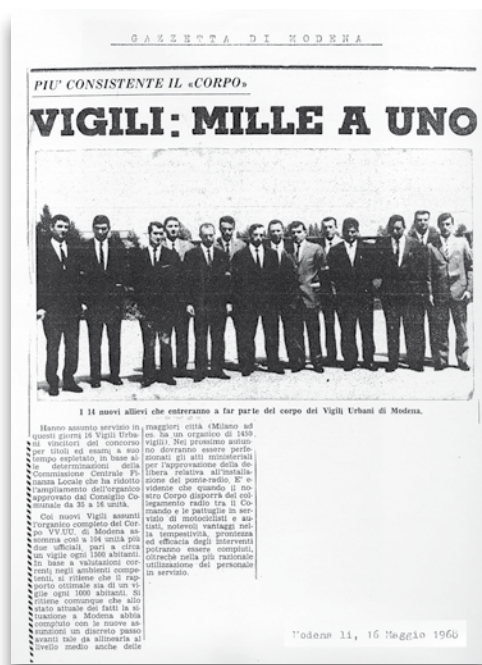 GAZZETTA DI MODENA
PIU' CONSISTENTE IL «CORPO»
VIGILI: MILLE A UNO
I 14 nuovi allievi che entreranno a far parte del corpo dei Vigili Urbani di Modena.
Hanno assunto servizio in
questi giorni 16 Vigili Urba-
ni vincitori del concorso
per titoli ed esami a suo
tempo espletato, in base al-
le determinazioni della
Commissione Centrale Fi-
nanza Locale che ha ridotto
l'ampliamento dell'organico
approvato dal Consiglio Co-
munale da 35 a 16 unità.
Coi nuovi Vigili assunti
l'organico completo del Cor-
po VV.UU. di Modena as-
somma così a 104 unità più
due ufficiali, pari a circa
un vigile ogni 1500 abitanti.
In base a valutazioni cor-
renti negli ambienti compe-
tenti, si ritiene che il rap-
porto ottimale sia di un vi-
gile ogni 1000 abitanti. Si
ritiene comunque che allo
stato attuale dei fatti la si-
tuazione a Modena abbia
compiuto con le nuove as-
sunzioni un discreto passo
avanti tale da allinearla al
livello medio anche delle
maggiori città (Milano ad
es. ha un organico di 1450
vigili). Nel prossimo autun-
no dovranno essere perfe-
zionati gli atti ministeriali
per l'approvazione della de-
libera relativa all'installa-
zione del ponte-radio. E' e-
vidente che quando il no-
stro Corpo disporrà del col-
legamento radio tra il Co-
mando e le pattuglie in ser-
vizio di motociclisti e au-
tisti, notevoli vantaggi nel-
la tempestività, prontezza
ed efficacia degli interventi
potranno essere compiuti,
oltrechè nella più razionale
utilizzazione del personale
in servizio.
Modena li, 16 Maggio